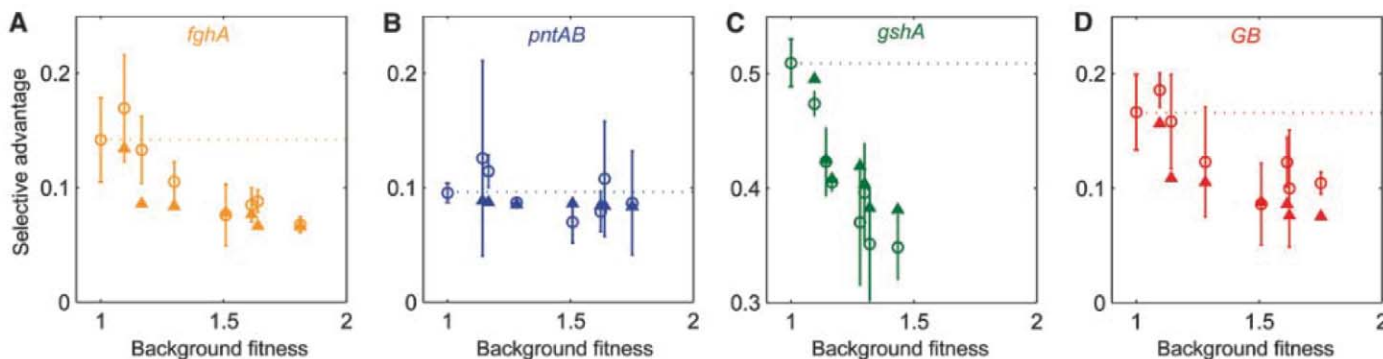 A
fghA
B
pntAB
C
gshA
D
GB
Selective advantage
0.2
0.1
0
0.2
0.1
0
0.5
0.4
0.3
0.2
0.1
0
1 1.5 2
1 1.5 2
1 1.5 2
1 1.5 2
Background fitness
Background fitness
Background fitness
Background fitness